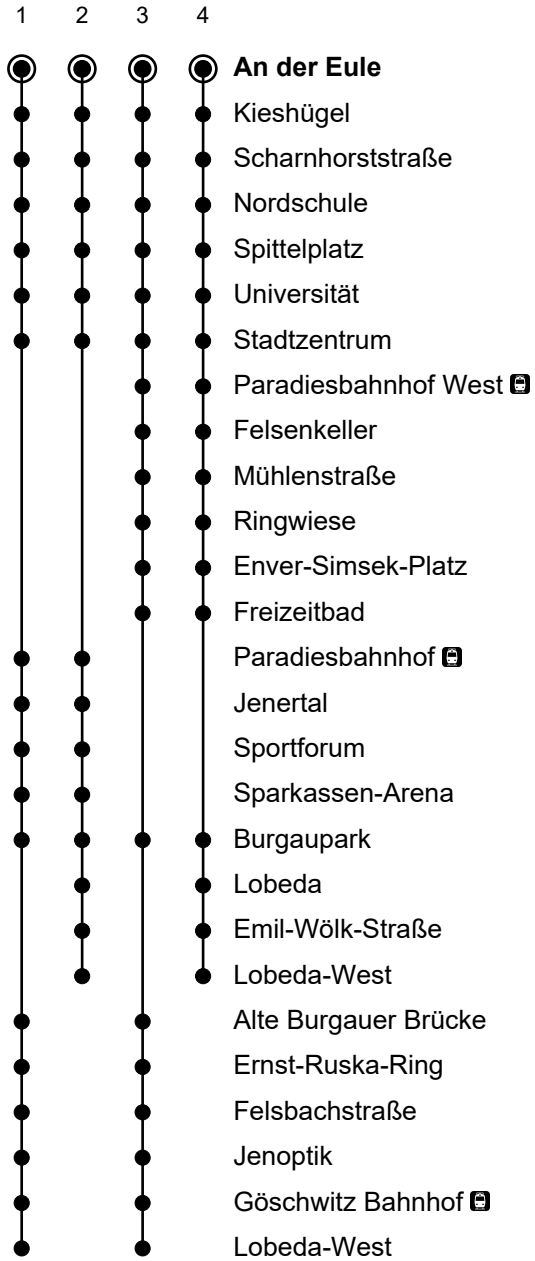 1 2 3 4
An der Eule
Kieshügel
Scharnhorststraße
Nordschule
Spittelplatz
Universität
Stadtzentrum
Paradiesbahnhof West
Felsenkeller
Mühlenstraße
Ringwiese
Enver-Simsek-Platz
Freizeitbad
Paradiesbahnhof
Jenertal
Sportforum
Sparkassen-Arena
Burgaupark
Lobeda
Emil-Wölk-Straße
Lobeda-West
Alte Burgauer Brücke
Ernst-Ruska-Ring
Felsbachstraße
Jenoptik
Göschwitz Bahnhof
Lobeda-West